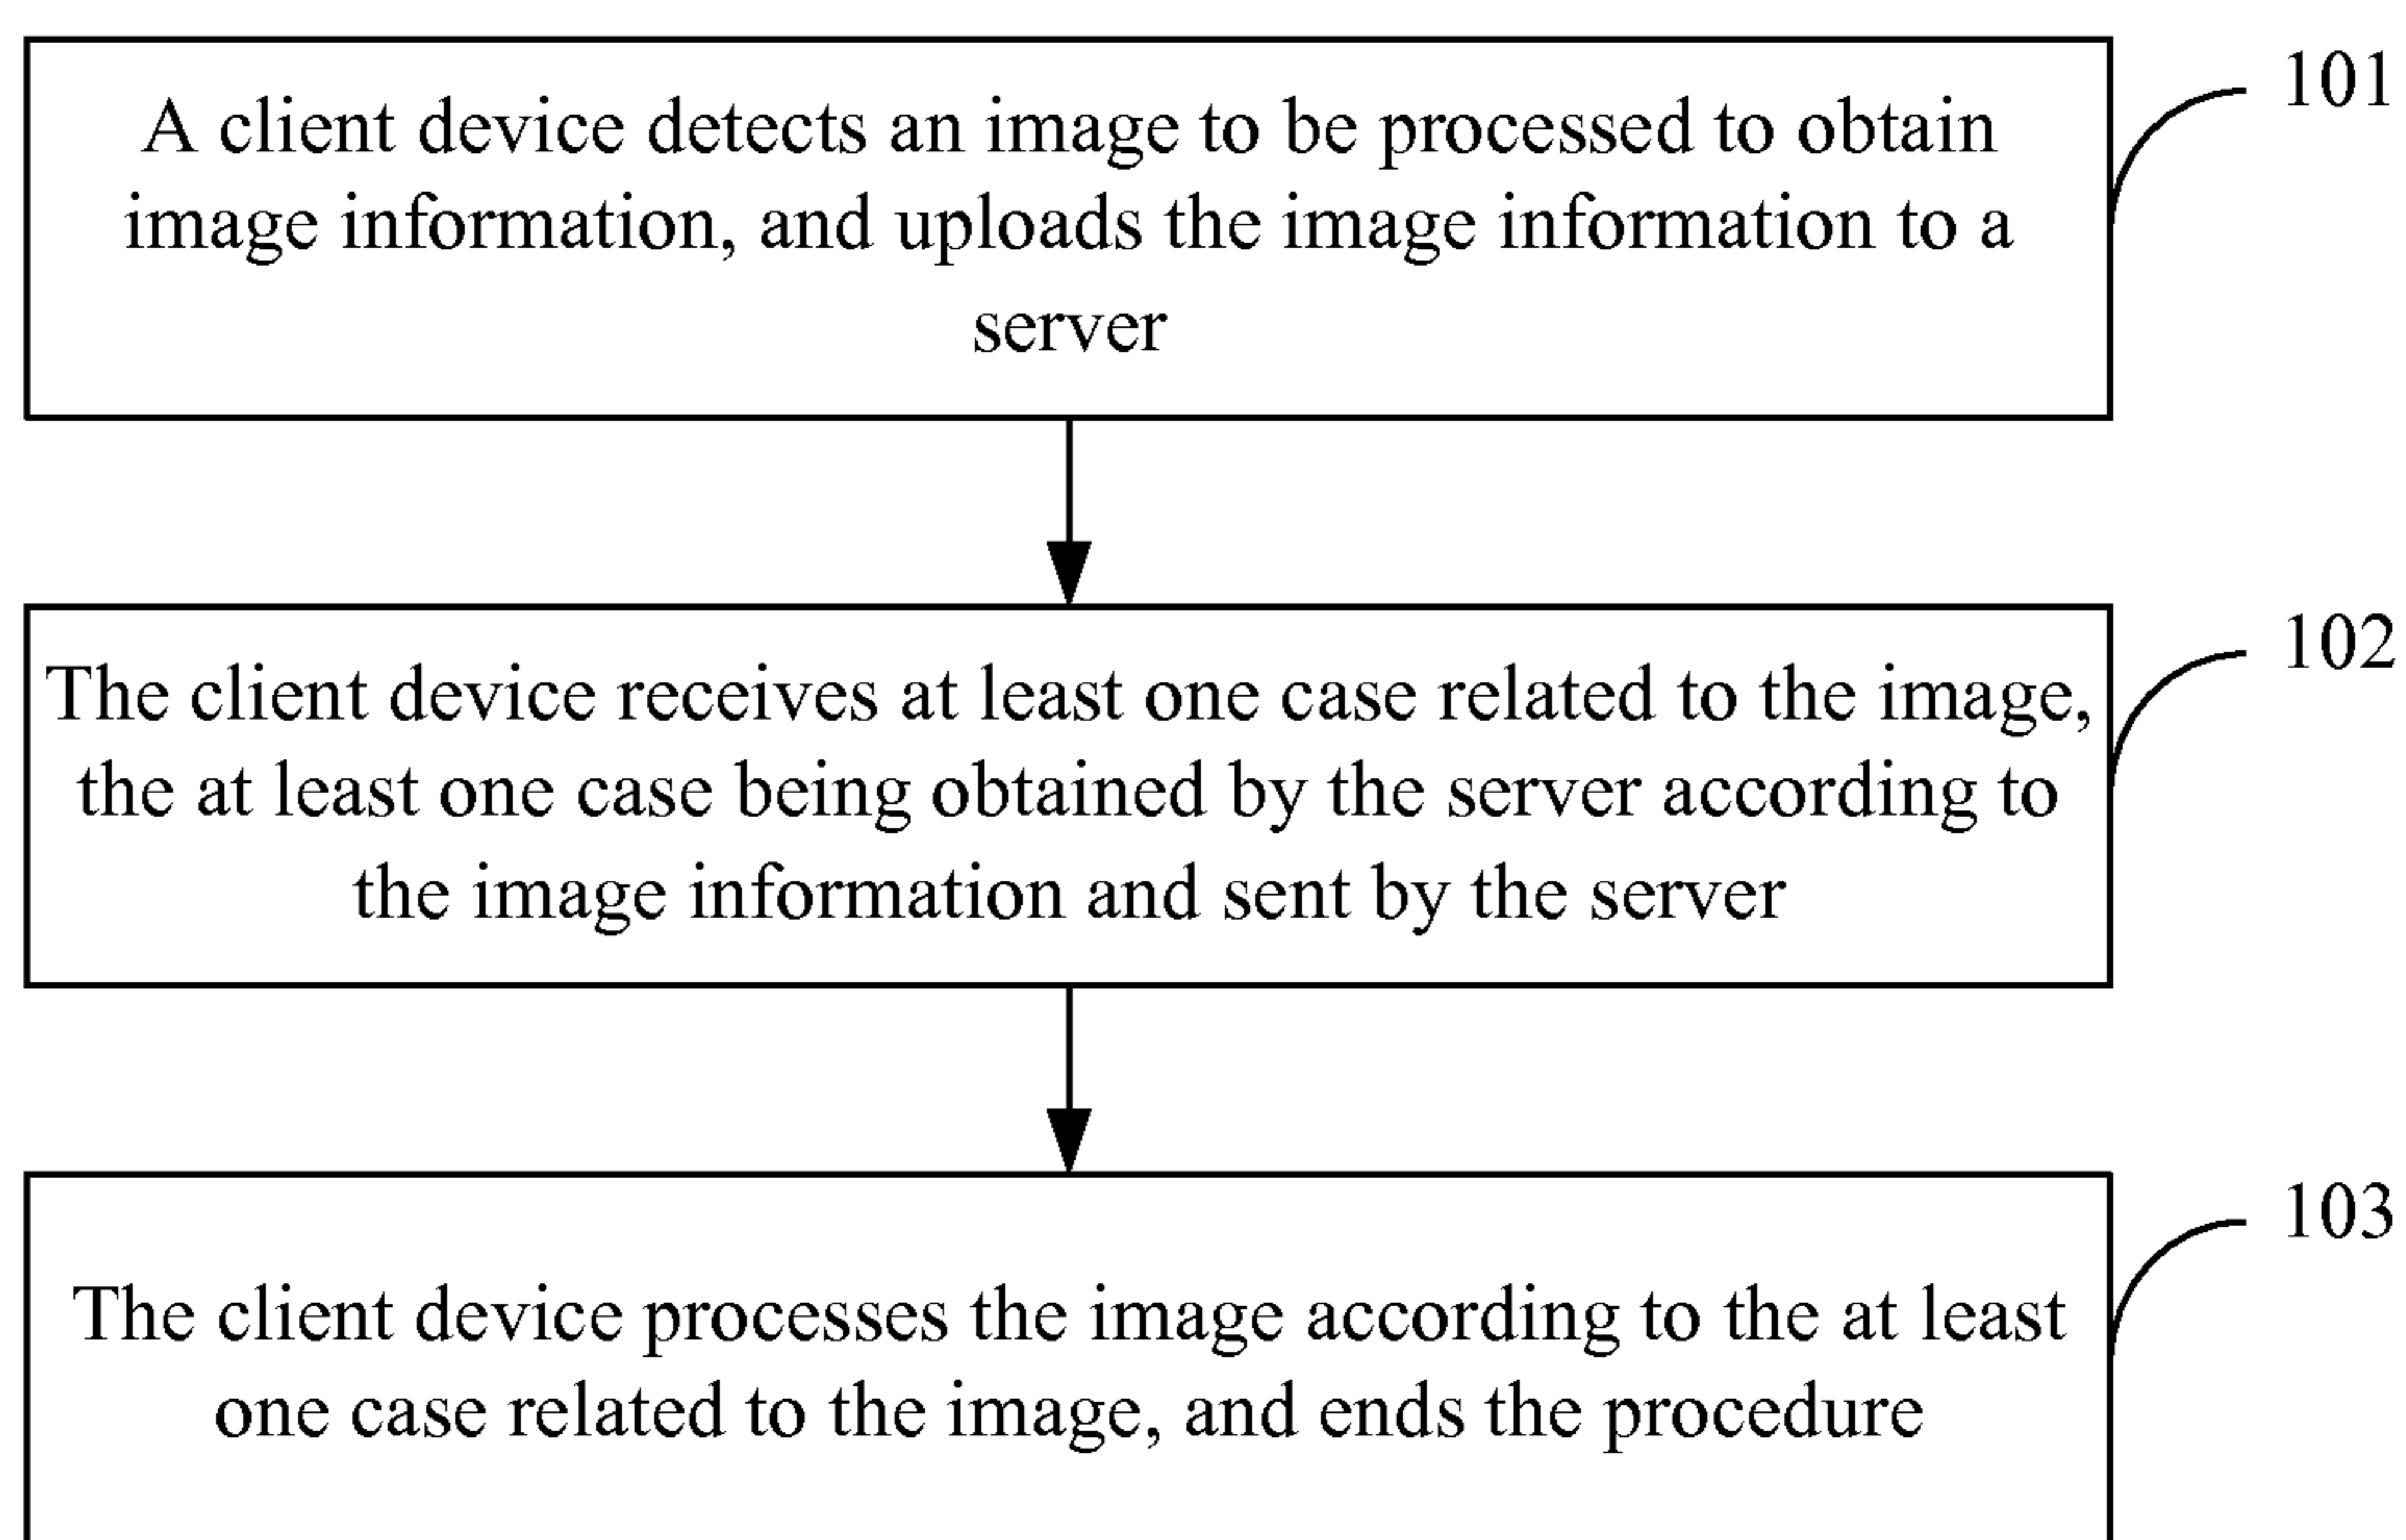 101
A client device detects an image to be processed to obtain
image information, and uploads the image information to a
server
102
The client device receives at least one case related to the image,
the at least one case being obtained by the server according to
the image information and sent by the server
103
The client device processes the image according to the at least
one case related to the image, and ends the procedure